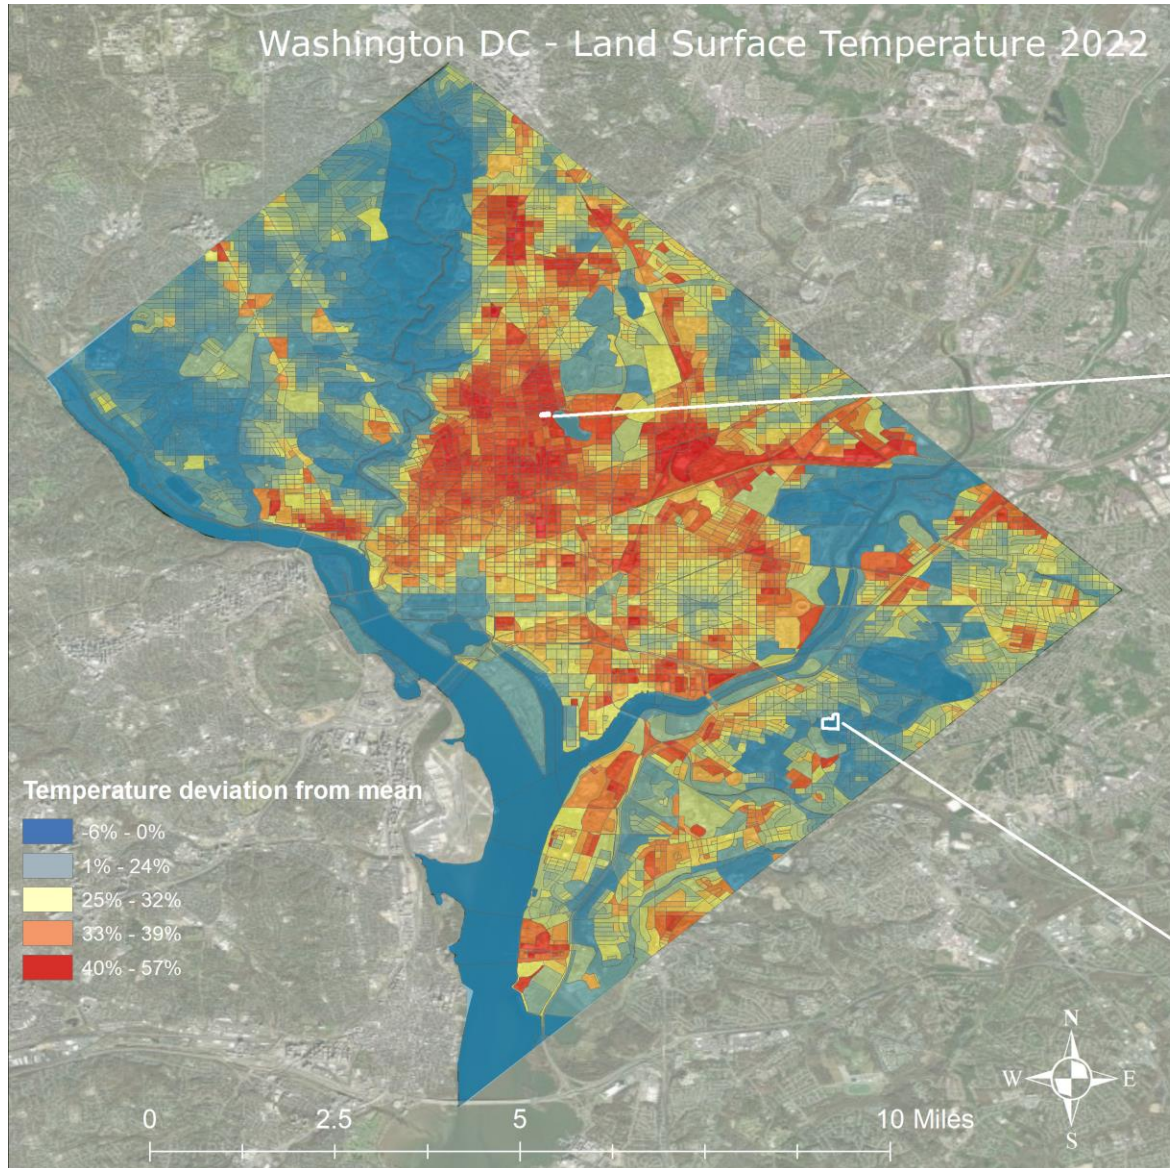 Washington DC - Land Surface Temperature 2022
Temperature deviation from mean
-6% - 0%
1% - 24%
25% - 32%
33% - 39%
40% - 57%
N
W E
S
0 2.5 5 10 Miles